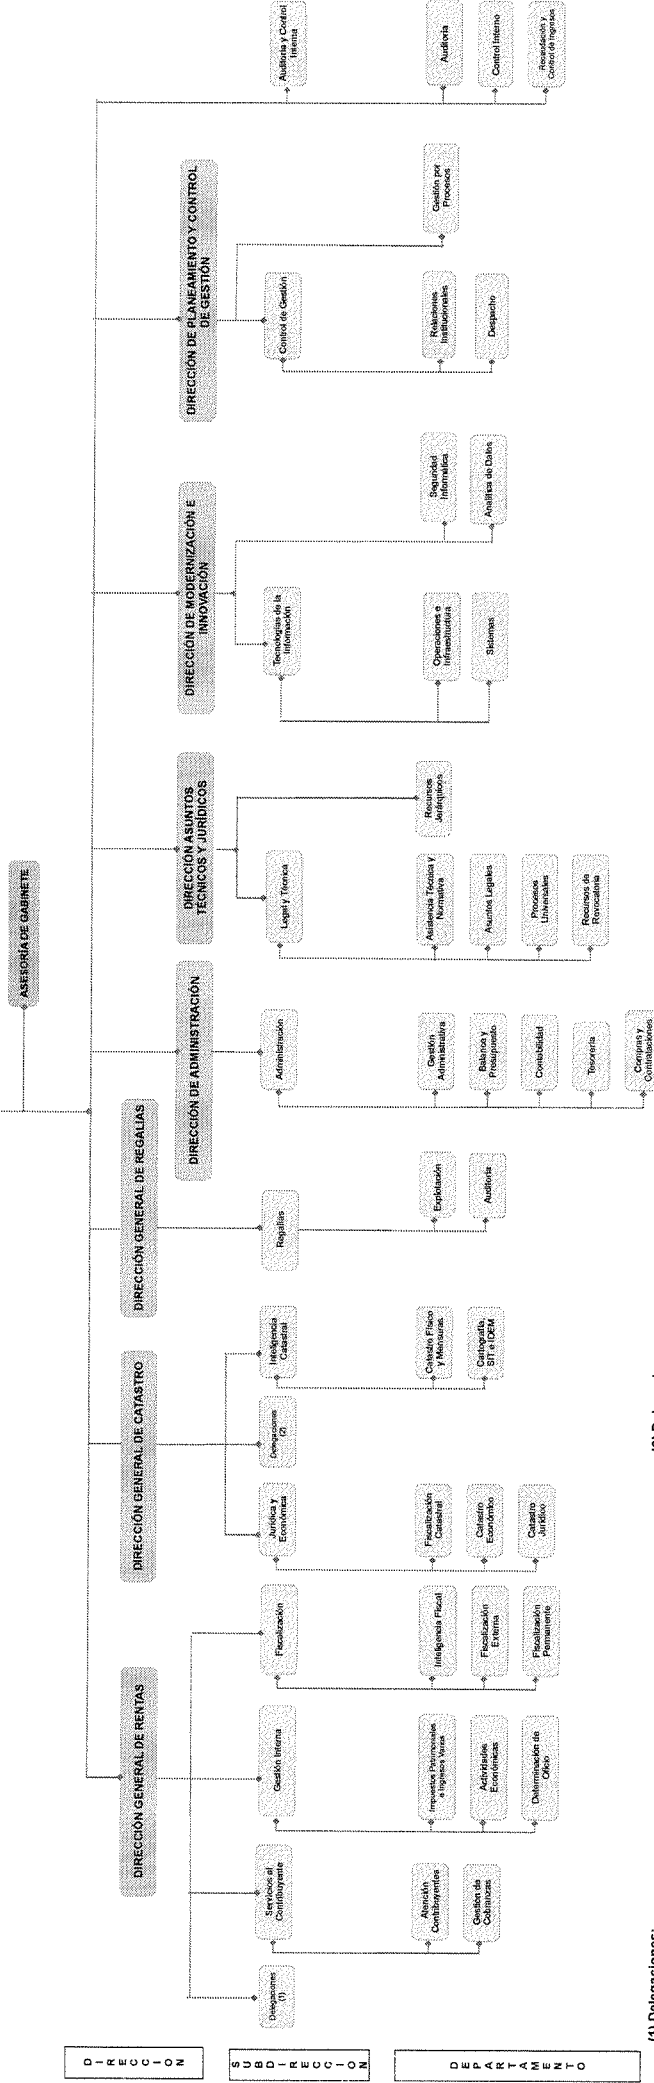 ASESORÍA DE GABINETE
DIRECCIÓN
DIRECCIÓN GENERAL DE RENTAS
DIRECCIÓN GENERAL DE CATASTRO
DIRECCIÓN GENERAL DE REGALIAS
DIRECCIÓN DE ADMINISTRACIÓN
DIRECCIÓN ASUNTOS
TÉCNICOS Y JURÍDICOS
DIRECCIÓN DE MODERNIZACIÓN E
INNOVACIÓN
DIRECCIÓN DE PLANEAMIENTO Y CONTROL
DE GESTIÓN
SUBDIRECCION
Delegaciones
(1)
Servicios al
Contribuyente
Gestión Interna
Fiscalización
Jurídica y
Económica
Delegaciones
(2)
Inteligencia
Catastral
Regalías
Administración
Legal y Técnica
Tecnologías de la
Información
Control de Gestión
Auditoría y Control
Interna
DEPARTAMENTO
Atención
Contribuyentes
Gestión de
Cobranzas
Impuestos Patrimoniales
e Ingresos Varios
Actividades
Económicas
Determinación de
Oficio
Inteligencia Fiscal
Fiscalización
Externa
Fiscalización
Permanente
Fiscalización
Catastral
Catastro
Económico
Catastro
Jurídico
Catastro Físico
y Mensuras
Cartografía,
SIT e IDEM
Explotación
Auditoría
Gestión
Administrativa
Balance y
Presupuesto
Contabilidad
Tesorería
Compras y
Contrataciones
Asistencia Técnica y
Normativa
Asuntos Legales
Procesos
Universales
Recursos de
Revocatoria
Recursos
Jerárquicos
Operaciones e
Infraestructura
Sistemas
Seguridad
Informática
Analítica de Datos
Relaciones
Institucionales
Despacho
Gestión por
Procesos
Auditoría
Control Interno
Recaudación y
Control de Ingresos
(1) Delegaciones: